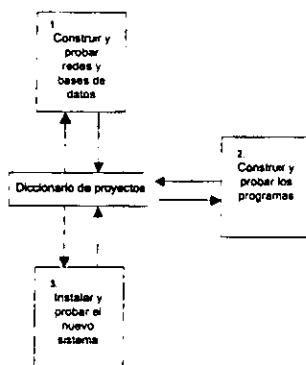 1.
Construir y
probar
redes y
bases de
datos
Diccionario de proyectos
2.
Construir y
probar los
programas
3.
Instalar y
probar el
nuevo
sistema